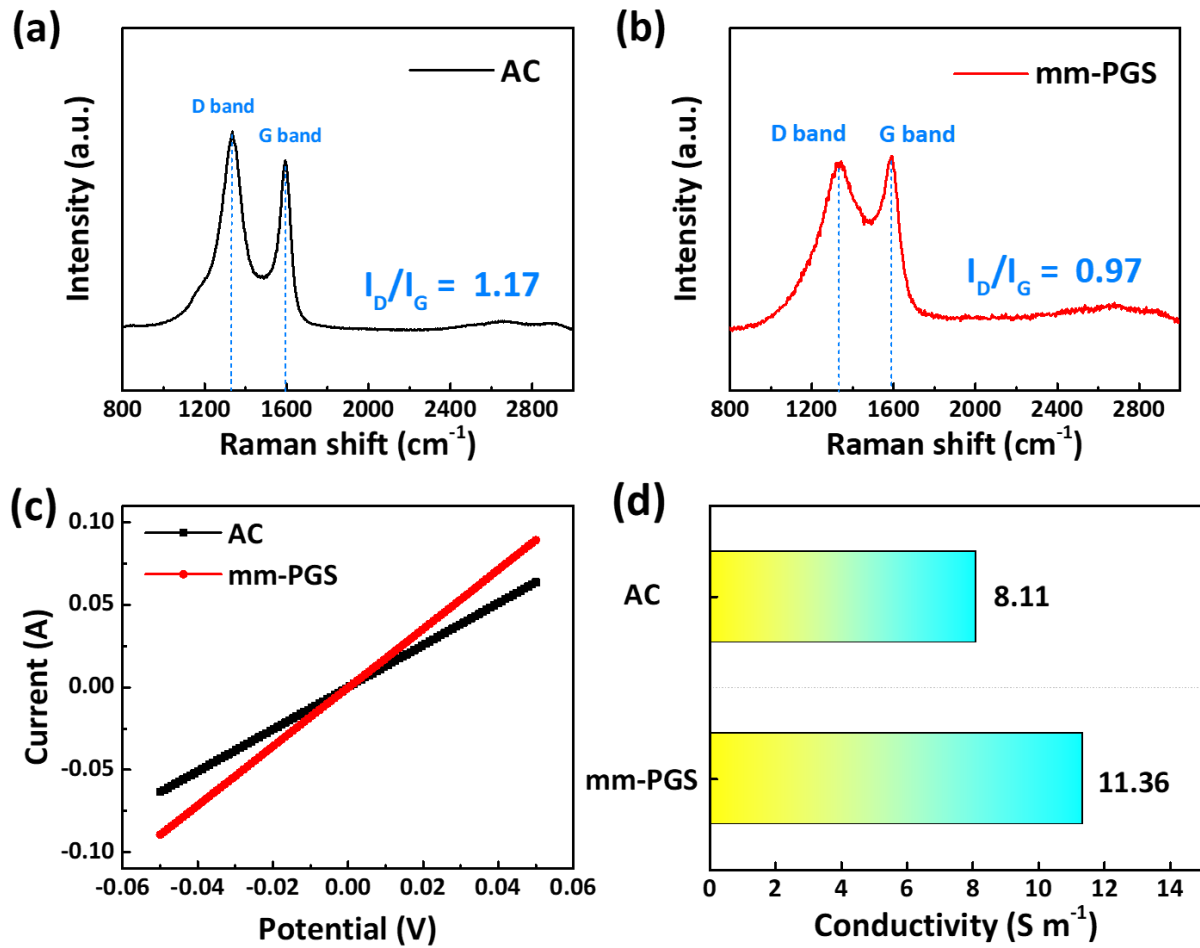 (a)
AC
D band
G band
I_D/I_G = 1.17
Intensity (a.u.)
800 1200 1600 2000 2400 2800
Raman shift (cm⁻¹)
(b)
mm-PGS
D band
G band
I_D/I_G = 0.97
Intensity (a.u.)
800 1200 1600 2000 2400 2800
Raman shift (cm⁻¹)
(c)
AC
mm-PGS
0.10
0.05
0.00
-0.05
-0.10
Current (A)
-0.06 -0.04 -0.02 0.00 0.02 0.04 0.06
Potential (V)
(d)
AC
8.11
mm-PGS
11.36
0 2 4 6 8 10 12 14
Conductivity (S m⁻¹)